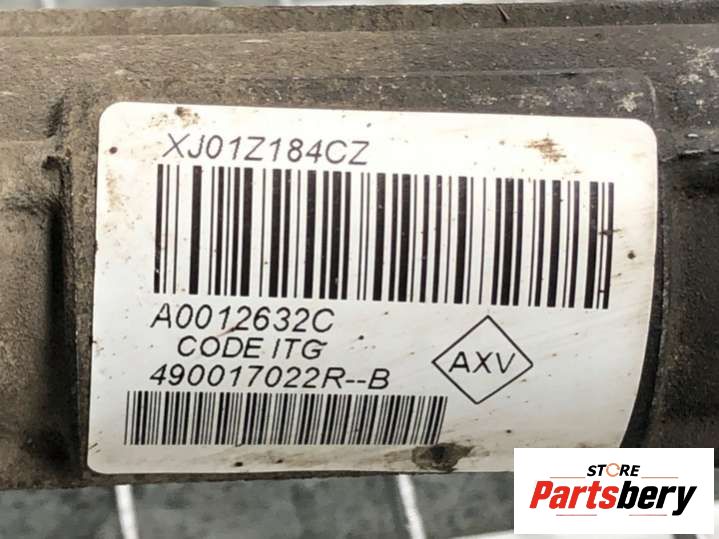 XJ01Z184CZ
A0012632C
CODE ITG
490017022R--B
AXV
STORE
Partsbery